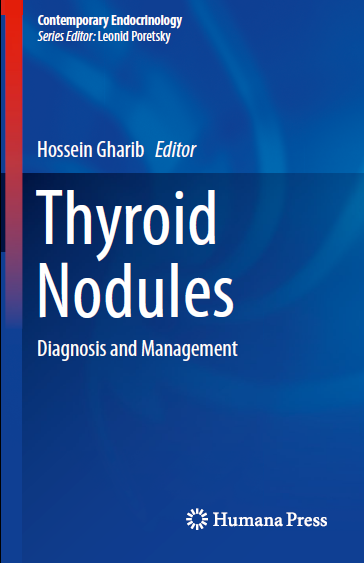 Contemporary Endocrinology
Series Editor: Leonid Poretsky
Hossein Gharib Editor
Thyroid
Nodules
Diagnosis and Management
Humana Press